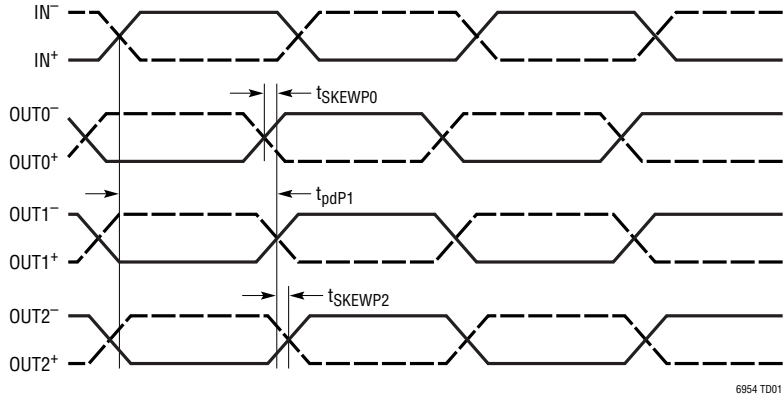 IN⁻
IN⁺
tSKEWP0
OUT0⁻
OUT0⁺
tpdP1
OUT1⁻
OUT1⁺
tSKEWP2
OUT2⁻
OUT2⁺
6954 TD01